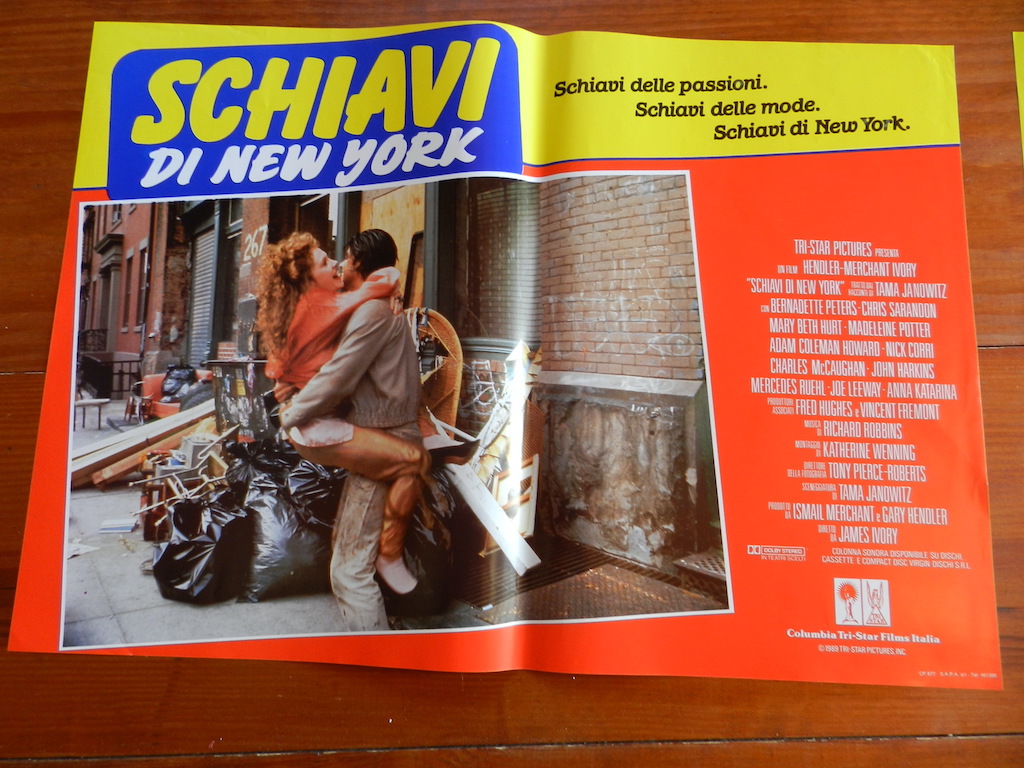 SCHIAVI
DI NEW YORK
Schiavi delle passioni.
Schiavi delle mode.
Schiavi di New York.
267
TRI-STAR PICTURES PRESENTA
UN FILM HENDLER-MERCHANT IVORY
"SCHIAVI DI NEW YORK" TRATTO DAI RACCONTI DI TAMA JANOWITZ
CON BERNADETTE PETERS · CHRIS SARANDON
MARY BETH HURT · MADELEINE POTTER
ADAM COLEMAN HOWARD · NICK CORRI
CHARLES McCAUGHAN · JOHN HARKINS
MERCEDES RUEHL · JOE LEEWAY · ANNA KATARINA
PRODUTTORI ASSOCIATI FRED HUGHES e VINCENT FREMONT
MUSICA DI RICHARD ROBBINS
MONTAGGIO DI KATHERINE WENNING
DIRETTORE DELLA FOTOGRAFIA TONY PIERCE-ROBERTS
SCENEGGIATURA DI TAMA JANOWITZ
PRODOTTO DA ISMAIL MERCHANT e GARY HENDLER
DIRETTO DA JAMES IVORY
DOLBY STEREO
IN TEATRI SCELTI
COLONNA SONORA DISPONIBILE SU DISCHI,
CASSETTE E COMPACT DISC VIRGIN DISCHI S.R.L.
Columbia Tri-Star Films Italia
© 1989 TRI-STAR PICTURES, INC.